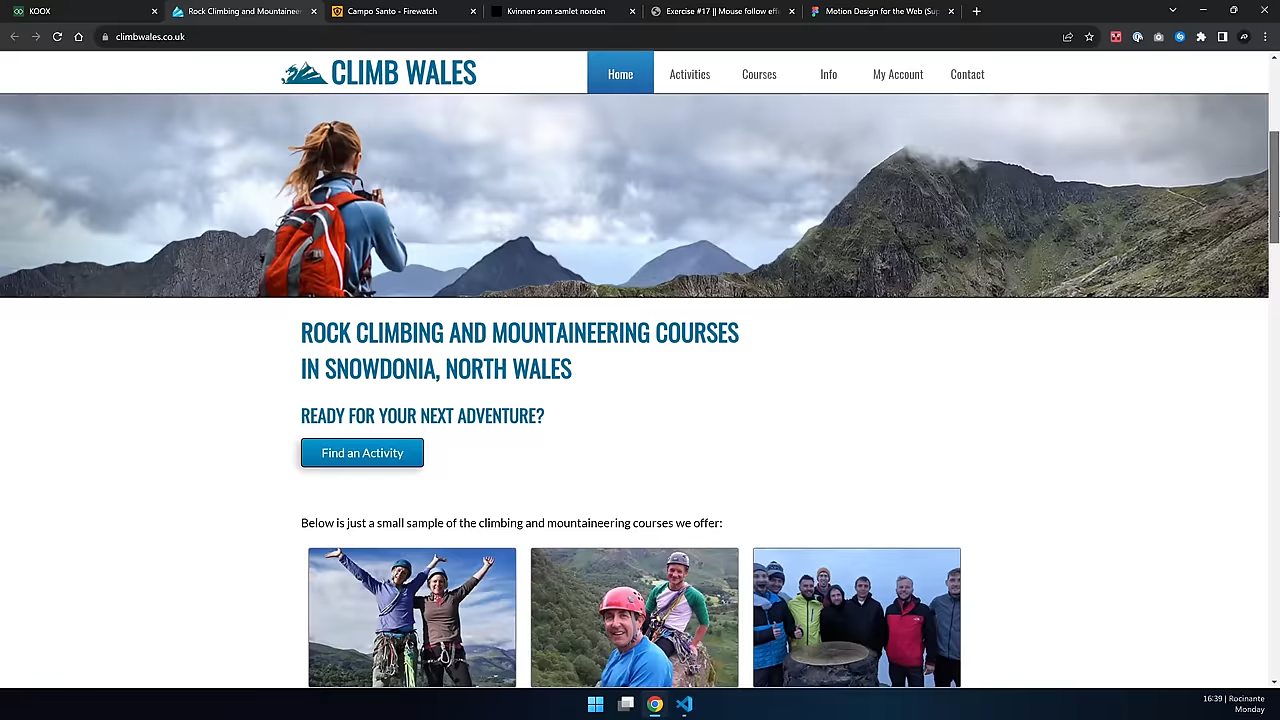 KOOX
Rock Climbing and Mountaineer
Campo Santo - Firewatch
Kvinnen som samlet norden
Exercise #17 || Mouse follow eff
Motion Design for the Web (Sup
climbwales.co.uk
CLIMB WALES
Home
Activities
Courses
Info
My Account
Contact
ROCK CLIMBING AND MOUNTAINEERING COURSES
IN SNOWDONIA, NORTH WALES
READY FOR YOUR NEXT ADVENTURE?
Find an Activity
Below is just a small sample of the climbing and mountaineering courses we offer:
16:39 | Rocinante
Monday